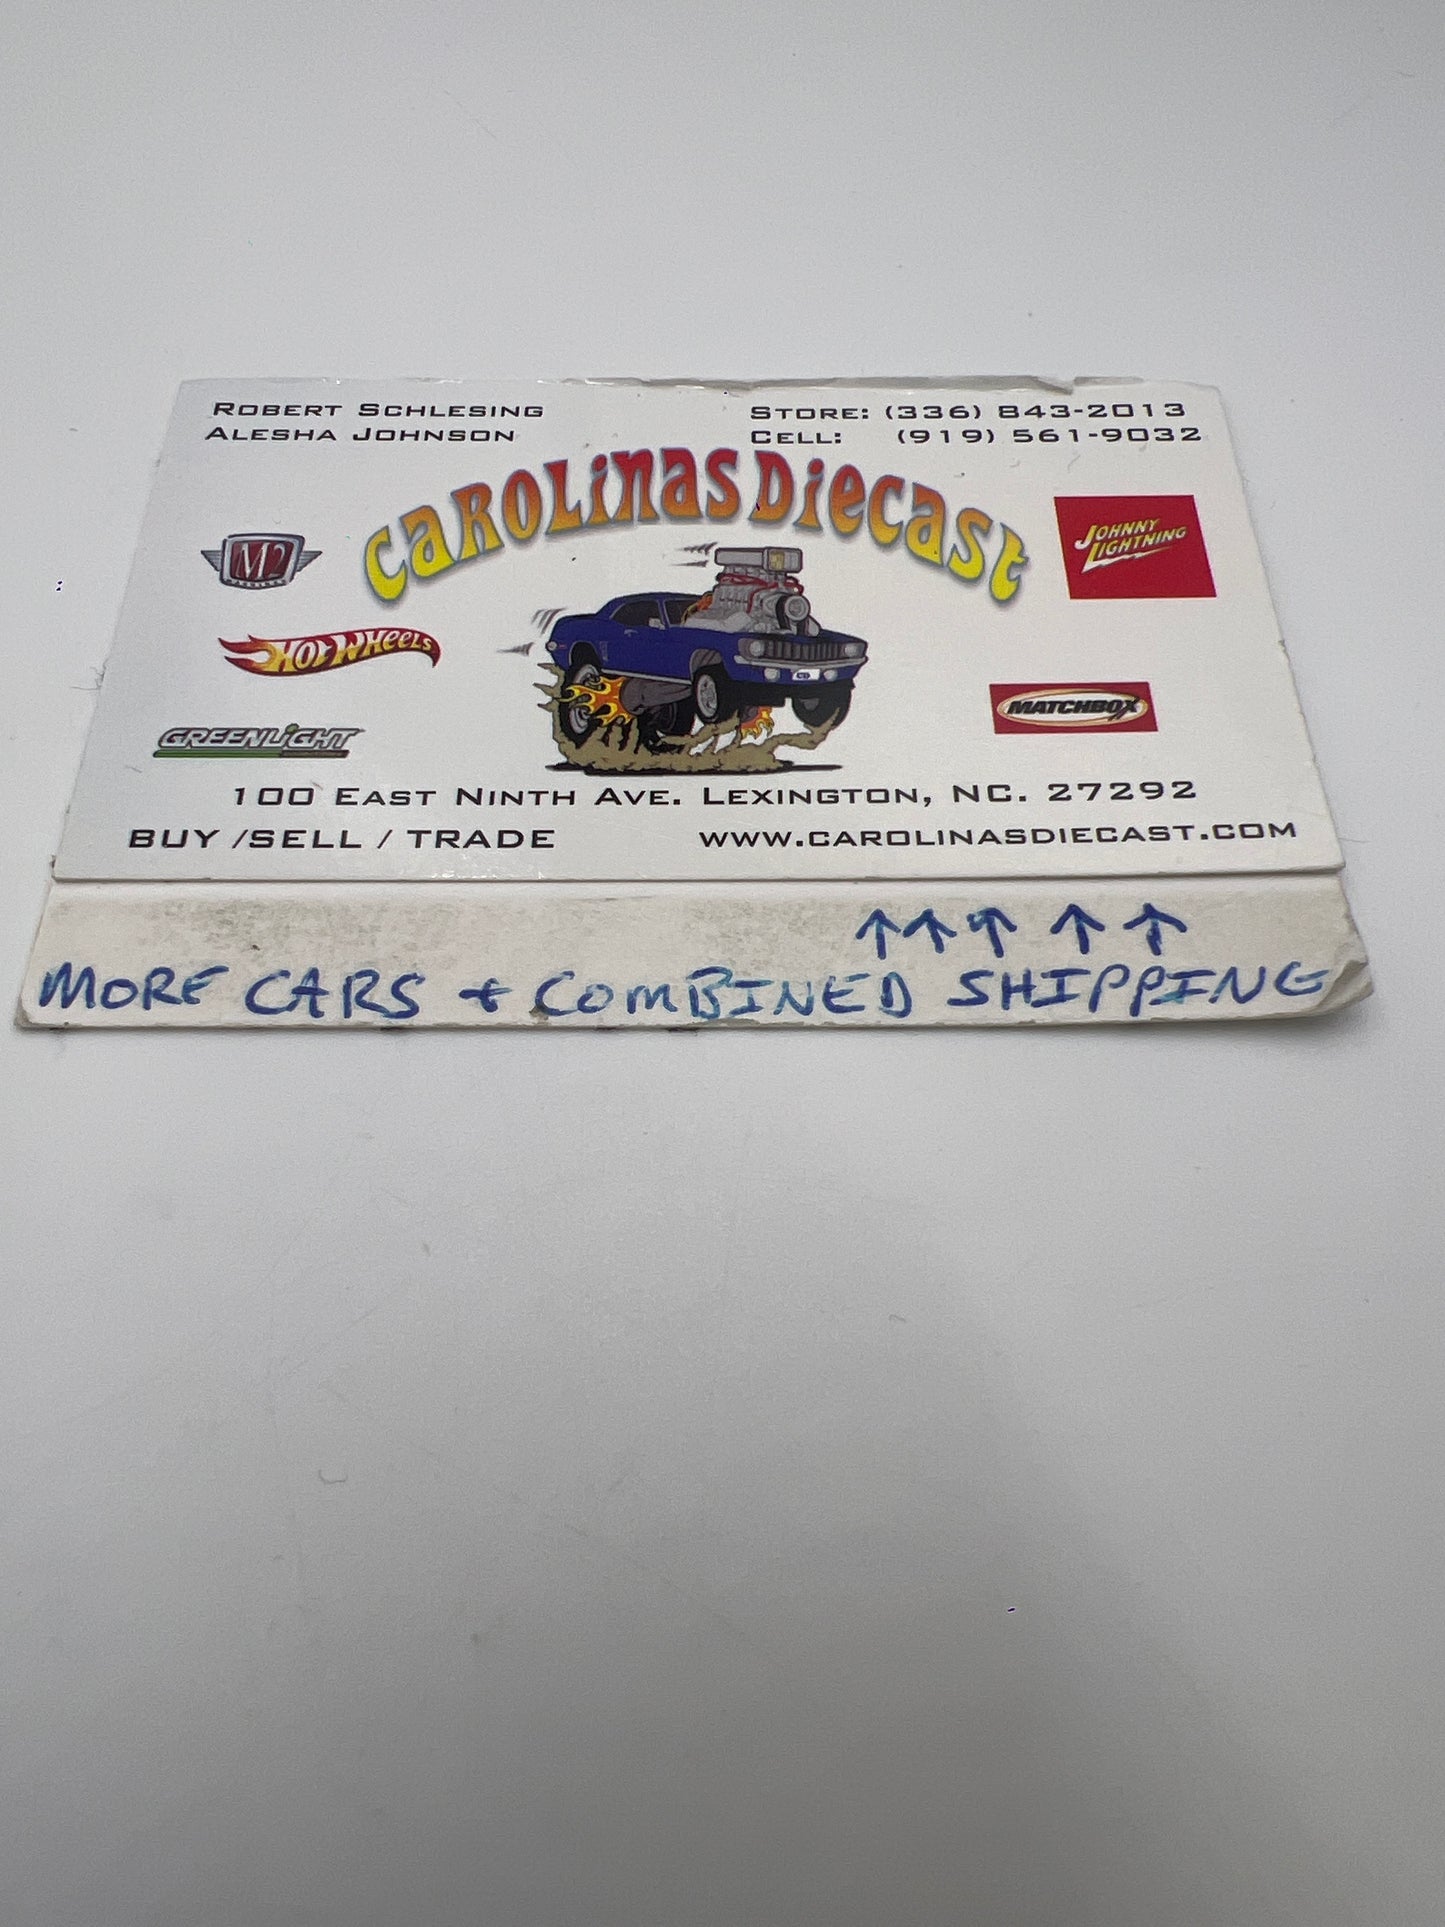 ROBERT SCHLESING
ALESHA JOHNSON
STORE: (336) 843-2013
CELL: (919) 561-9032
CAROLINAS DIECAST
M2
JOHNNY LIGHTNING
HOT WHEELS
MATCHBOX
GREENLIGHT
100 EAST NINTH AVE. LEXINGTON, NC. 27292
BUY /SELL / TRADE
WWW.CAROLINASDIECAST.COM
↑ ↑ ↑ ↑ ↑
MORE CARS + COMBINED SHIPPING